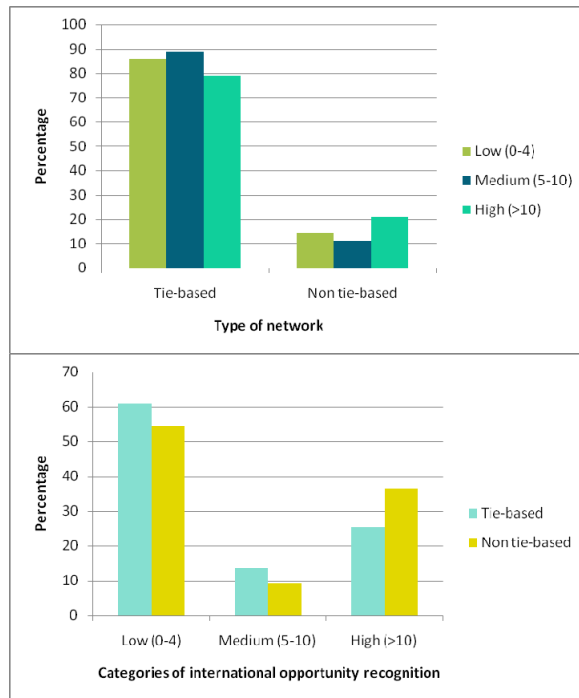 100
90
80
70
60
50
40
30
20
10
0
Percentage
Tie-based
Non tie-based
Type of network
Low (0-4)
Medium (5-10)
High (>10)
70
60
50
40
30
20
10
0
Percentage
Low (0-4)
Medium (5-10)
High (>10)
Categories of international opportunity recognition
Tie-based
Non tie-based